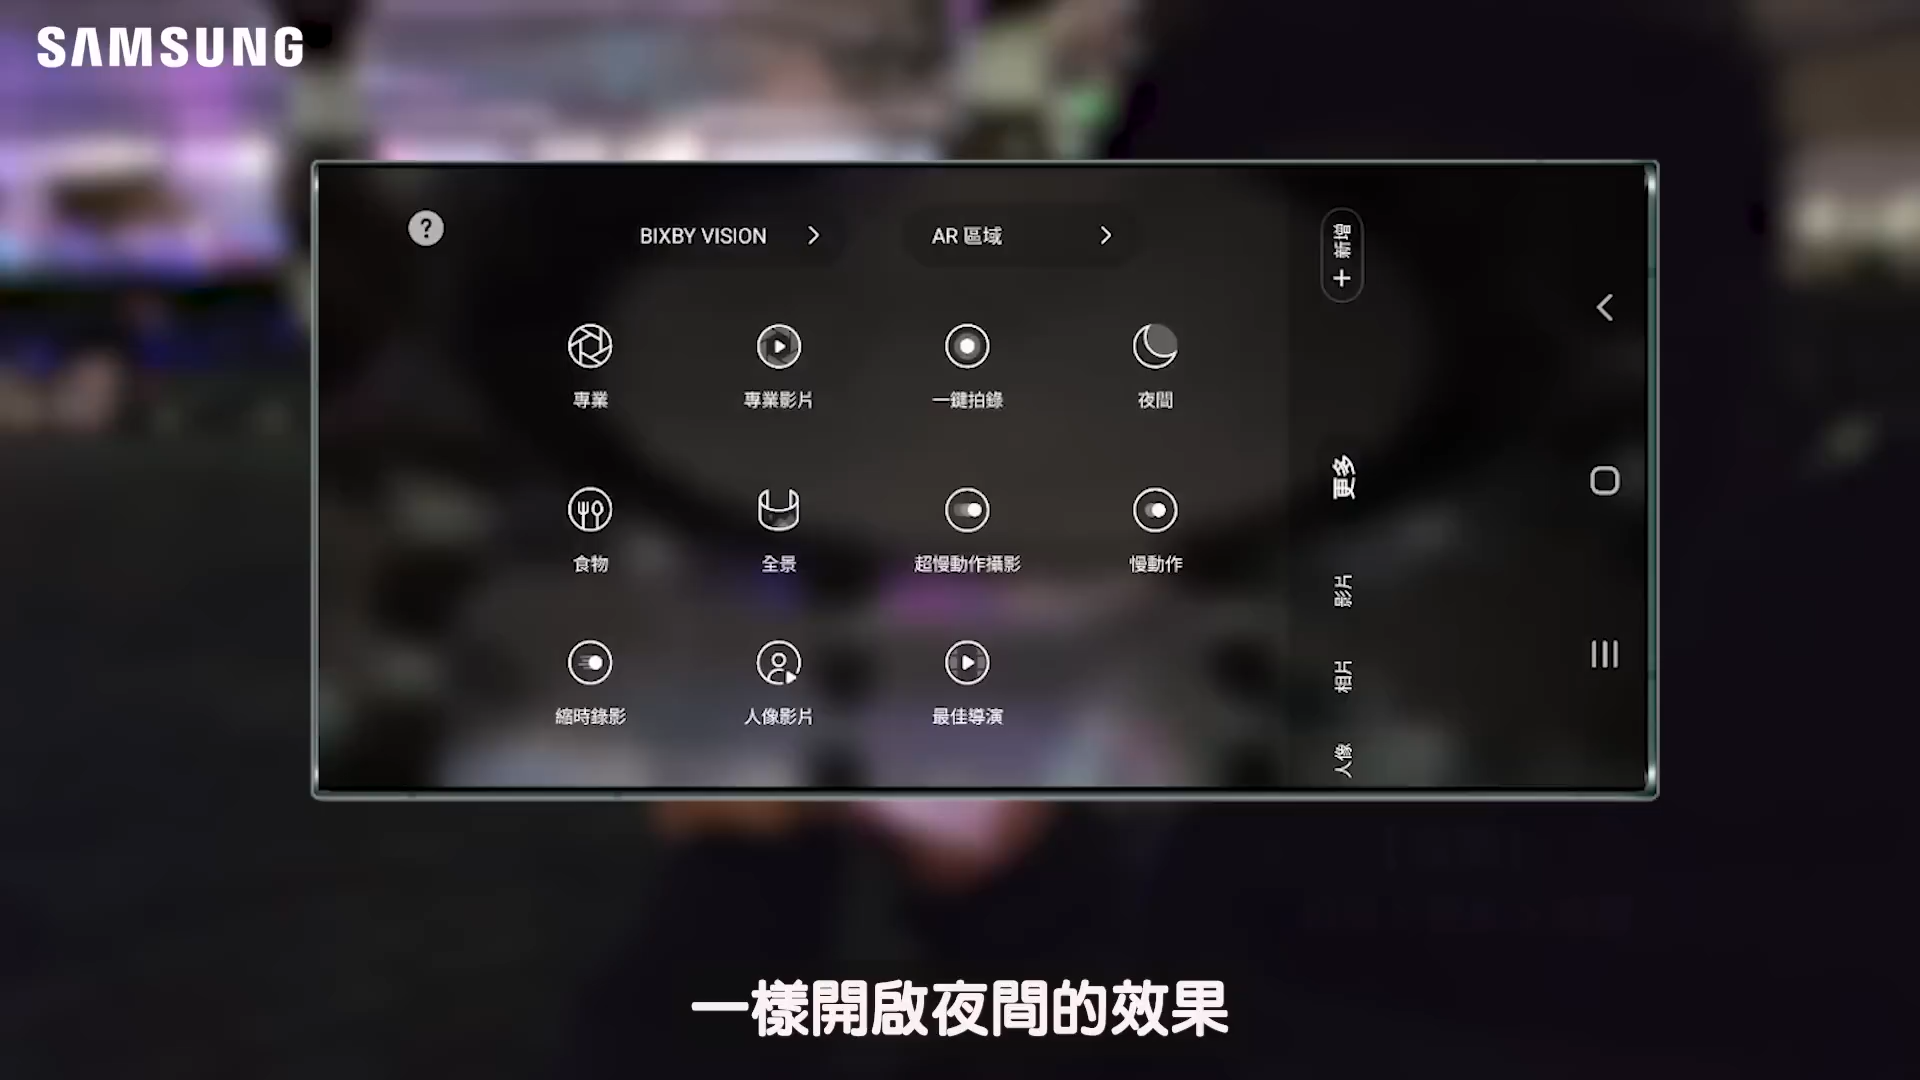 SAMSUNG
?
BIXBY VISION
AR 區域
專業
專業影片
一鍵拍錄
夜間
食物
全景
超慢動作攝影
慢動作
縮時錄影
人像影片
最佳導演
+ 新增
更多
影片
相片
人像
一樣開啟夜間的效果